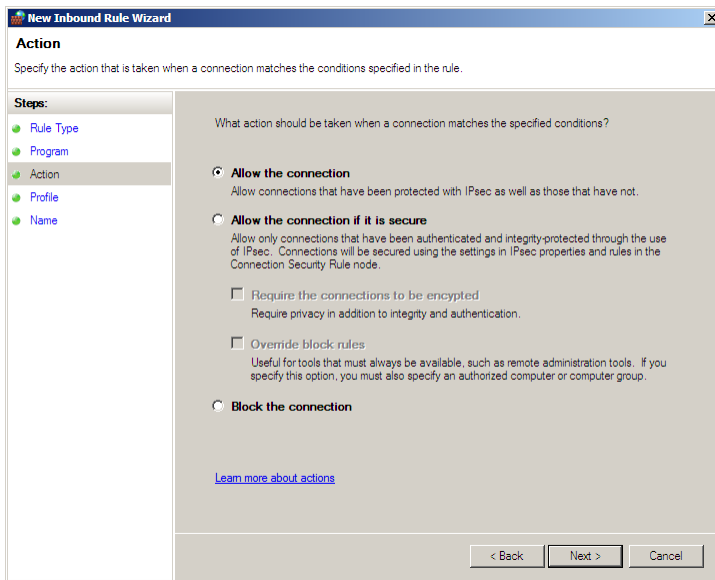 New Inbound Rule Wizard
Action
Specify the action that is taken when a connection matches the conditions specified in the rule.
Steps:
Rule Type
Program
Action
Profile
Name
What action should be taken when a connection matches the specified conditions?
Allow the connection
Allow connections that have been protected with IPsec as well as those that have not.
Allow the connection if it is secure
Allow only connections that have been authenticated and integrity-protected through the use
of IPsec.  Connections will be secured using the settings in IPsec properties and rules in the
Connection Security Rule node.
Require the connections to be encypted
Require privacy in addition to integrity and authentication.
Override block rules
Useful for tools that must always be available, such as remote administration tools.  If you
specify this option, you must also specify an authorized computer or computer group.
Block the connection
Learn more about actions
< Back
Next >
Cancel